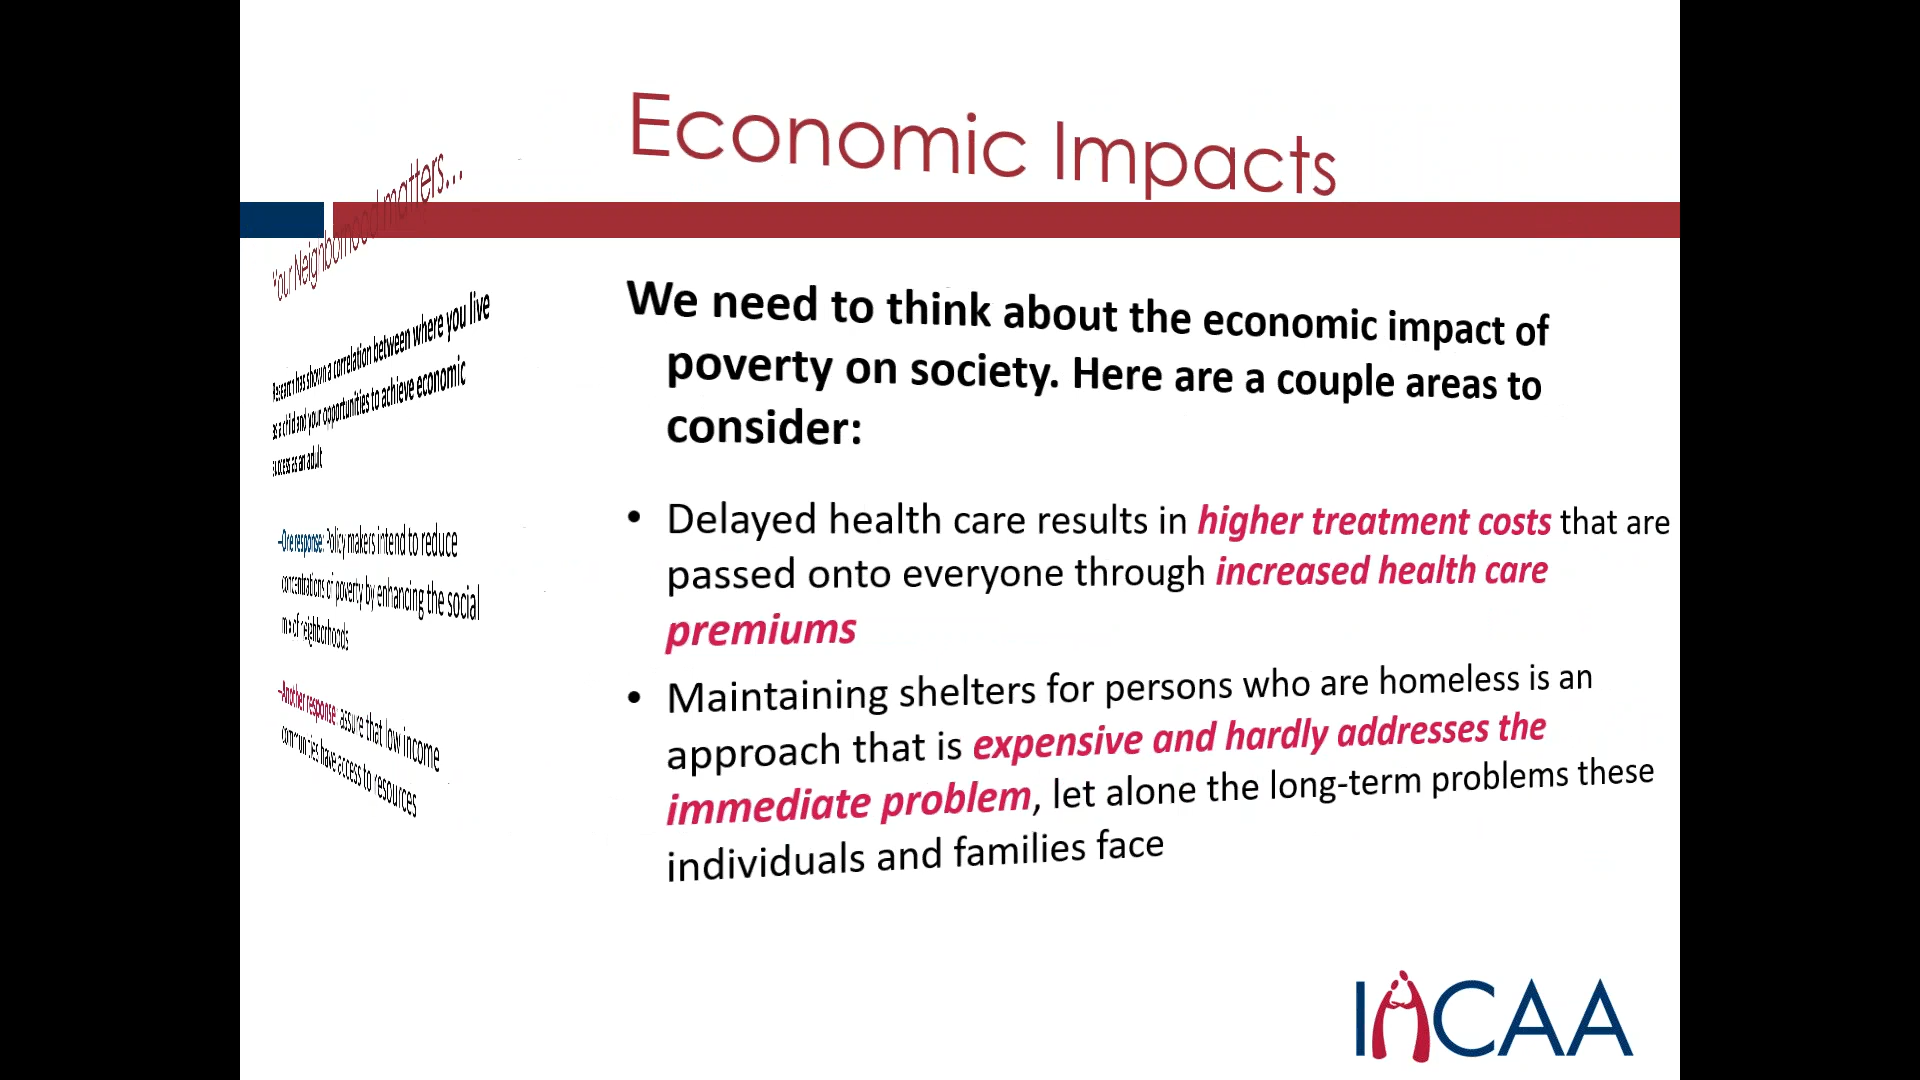 Economic Impacts
Your Neighborhood matters...
Research has shown a correlation between where you live
as a child and your opportunities to achieve economic
success as an adult
–One response: Policy makers intend to reduce
concentrations of poverty by enhancing the social
mix of neighborhoods
–Another response: assure that low income
communities have access to resources
We need to think about the economic impact of
poverty on society. Here are a couple areas to
consider:
• Delayed health care results in higher treatment costs that are
passed onto everyone through increased health care
premiums
• Maintaining shelters for persons who are homeless is an
approach that is expensive and hardly addresses the
immediate problem, let alone the long-term problems these
individuals and families face
IACAA